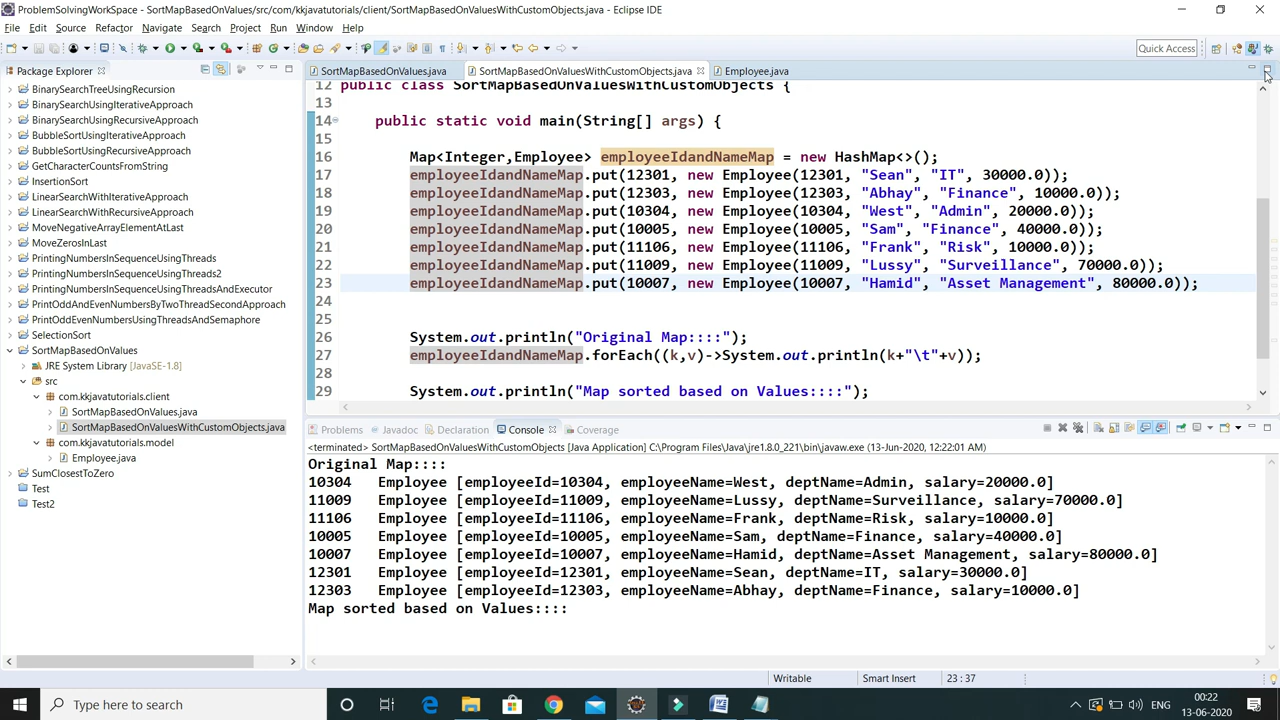 ProblemSolvingWorkSpace - SortMapBasedOnValues/src/com/kkjavatutorials/client/SortMapBasedOnValuesWithCustomObjects.java - Eclipse IDE
File Edit Source Refactor Navigate Search Project Run Window Help
Quick Access
Package Explorer
BinarySearchTreeUsingRecursion
BinarySearchUsingIterativeApproach
BinarySearchUsingRecursiveApproach
BubbleSortUsingIterativeApproach
BubbleSortUsingRecursiveApproach
GetCharacterCountsFromString
InsertionSort
LinearSearchWithIterativeApproach
LinearSearchWithRecursiveApproach
MoveNegativeArrayElementAtLast
MoveZerosInLast
PrintingNumbersInSequenceUsingThreads
PrintingNumbersInSequenceUsingThreads2
PrintingNumbersInSequenceUsingThreadsAndExecutor
PrintOddAndEvenNumbersByTwoThreadSecondApproach
PrintOddEvenNumbersUsingThreadsAndSemaphore
SelectionSort
SortMapBasedOnValues
JRE System Library [JavaSE-1.8]
src
com.kkjavatutorials.client
SortMapBasedOnValues.java
SortMapBasedOnValuesWithCustomObjects.java
com.kkjavatutorials.model
Employee.java
SumClosestToZero
Test
Test2
SortMapBasedOnValues.java SortMapBasedOnValuesWithCustomObjects.java Employee.java
12 public class SortMapBasedOnValuesWithCustomObjects {
13
14 public static void main(String[] args) {
15
16 Map<Integer,Employee> employeeIdandNameMap = new HashMap<>();
17 employeeIdandNameMap.put(12301, new Employee(12301, "Sean", "IT", 30000.0));
18 employeeIdandNameMap.put(12303, new Employee(12303, "Abhay", "Finance", 10000.0));
19 employeeIdandNameMap.put(10304, new Employee(10304, "West", "Admin", 20000.0));
20 employeeIdandNameMap.put(10005, new Employee(10005, "Sam", "Finance", 40000.0));
21 employeeIdandNameMap.put(11106, new Employee(11106, "Frank", "Risk", 10000.0));
22 employeeIdandNameMap.put(11009, new Employee(11009, "Lussy", "Surveillance", 70000.0));
23 employeeIdandNameMap.put(10007, new Employee(10007, "Hamid", "Asset Management", 80000.0));
24
25
26 System.out.println("Original Map::::");
27 employeeIdandNameMap.forEach((k,v)->System.out.println(k+"\t"+v));
28
29 System.out.println("Map sorted based on Values::::");
Problems Javadoc Declaration Console Coverage
<terminated> SortMapBasedOnValuesWithCustomObjects [Java Application] C:\Program Files\Java\jre1.8.0_221\bin\javaw.exe (13-Jun-2020, 12:22:01 AM)
Original Map::::
10304 Employee [employeeId=10304, employeeName=West, deptName=Admin, salary=20000.0]
11009 Employee [employeeId=11009, employeeName=Lussy, deptName=Surveillance, salary=70000.0]
11106 Employee [employeeId=11106, employeeName=Frank, deptName=Risk, salary=10000.0]
10005 Employee [employeeId=10005, employeeName=Sam, deptName=Finance, salary=40000.0]
10007 Employee [employeeId=10007, employeeName=Hamid, deptName=Asset Management, salary=80000.0]
12301 Employee [employeeId=12301, employeeName=Sean, deptName=IT, salary=30000.0]
12303 Employee [employeeId=12303, employeeName=Abhay, deptName=Finance, salary=10000.0]
Map sorted based on Values::::
Writable Smart Insert 23 : 37
Type here to search
ENG
00:22
13-06-2020